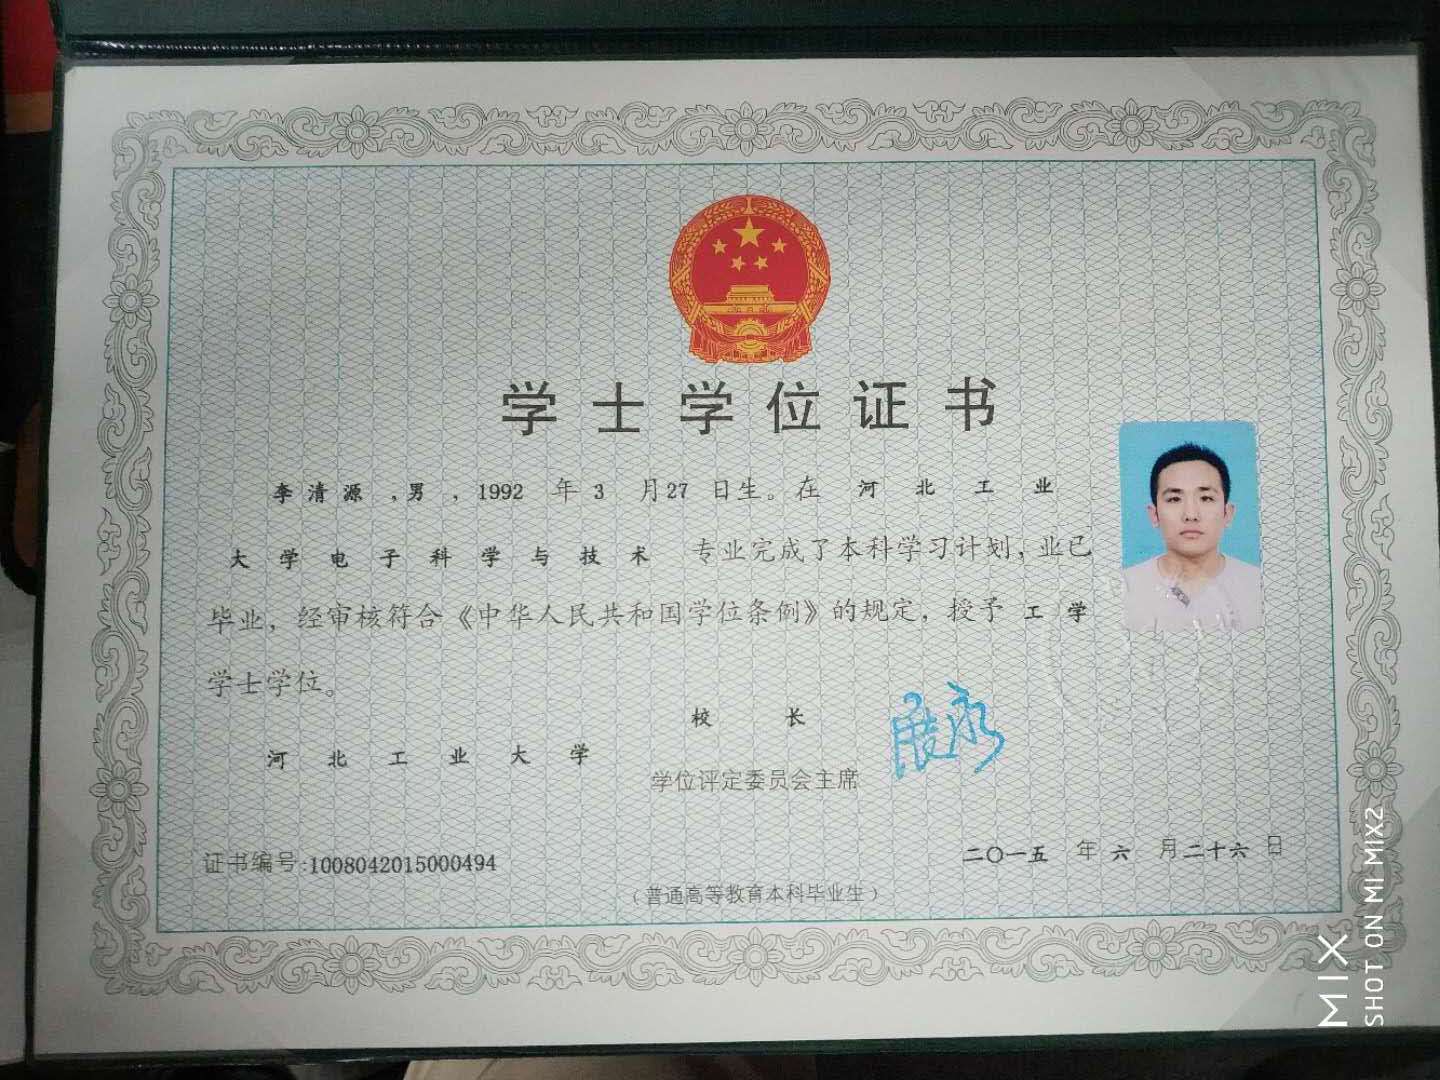 学士学位证书
李清源,男,1992年3月27日生。在河北工业
大学电子科学与技术专业完成了本科学习计划,业已
毕业,经审核符合《中华人民共和国学位条例》的规定,授予工学
学士学位。
校长
展永
河北工业大学
学位评定委员会主席
证书编号:1008042015000494
二〇一五年六月二十六日
(普通高等教育本科毕业生)
MIX
SHOT ON MI MIX2